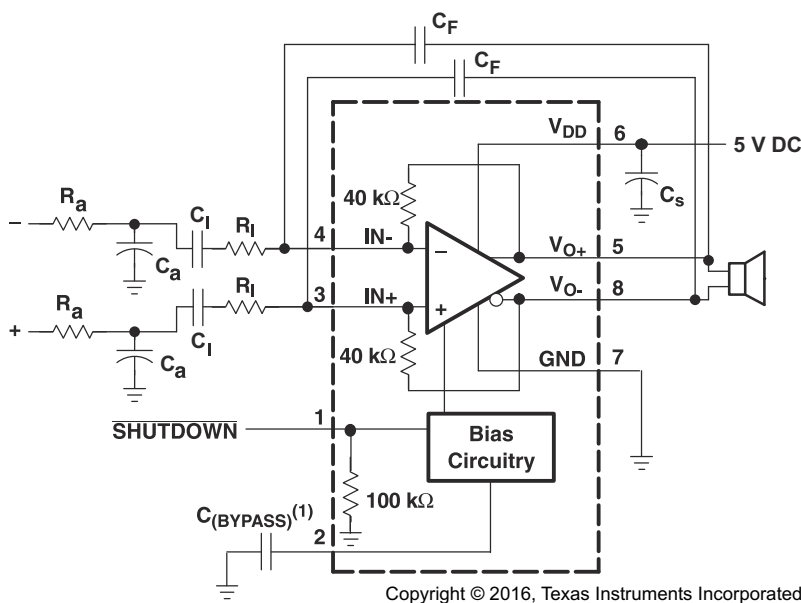 C_F
C_F
V_DD 6
5 V DC
40 kΩ
C_s
R_a
C_I
R_I
− 4 IN- −
V_O+ 5
C_a
R_a
C_I
R_I
3 IN+ +
V_O- 8
+
C_a
40 kΩ
GND 7
SHUTDOWN 1
Bias
Circuitry
100 kΩ
C_(BYPASS)^(1) 2
Copyright © 2016, Texas Instruments Incorporated